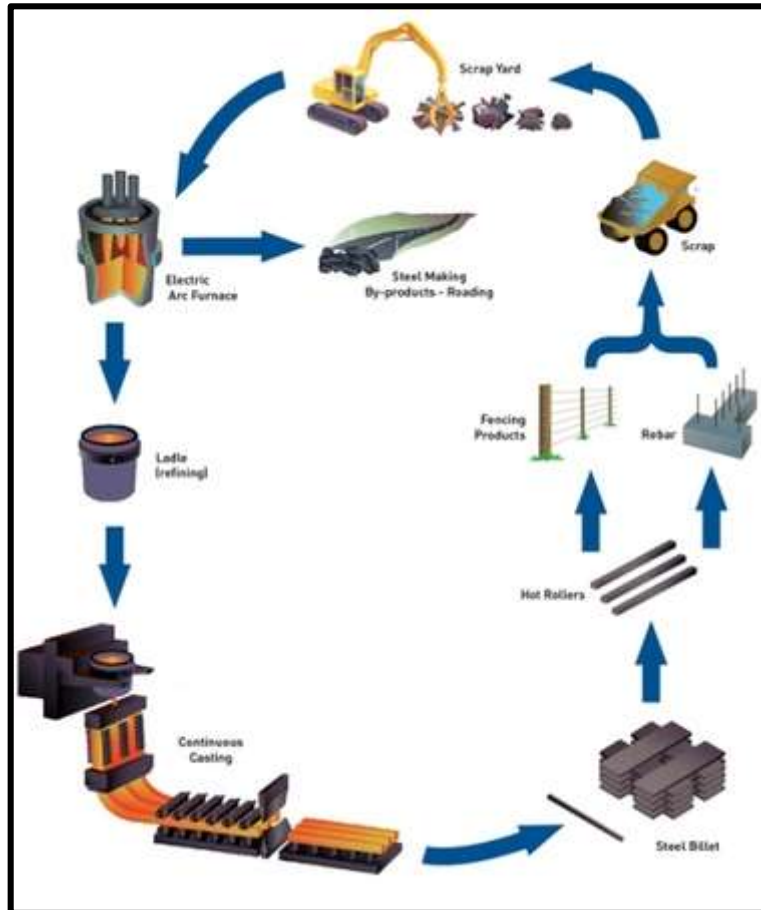 Scrap Yard
Scrap
Electric
Arc Furnace
Steel Making
By-products - Roading
Fencing
Products
Rebar
Ladle
(refining)
Hot Rollers
Continuous
Casting
Steel Billet